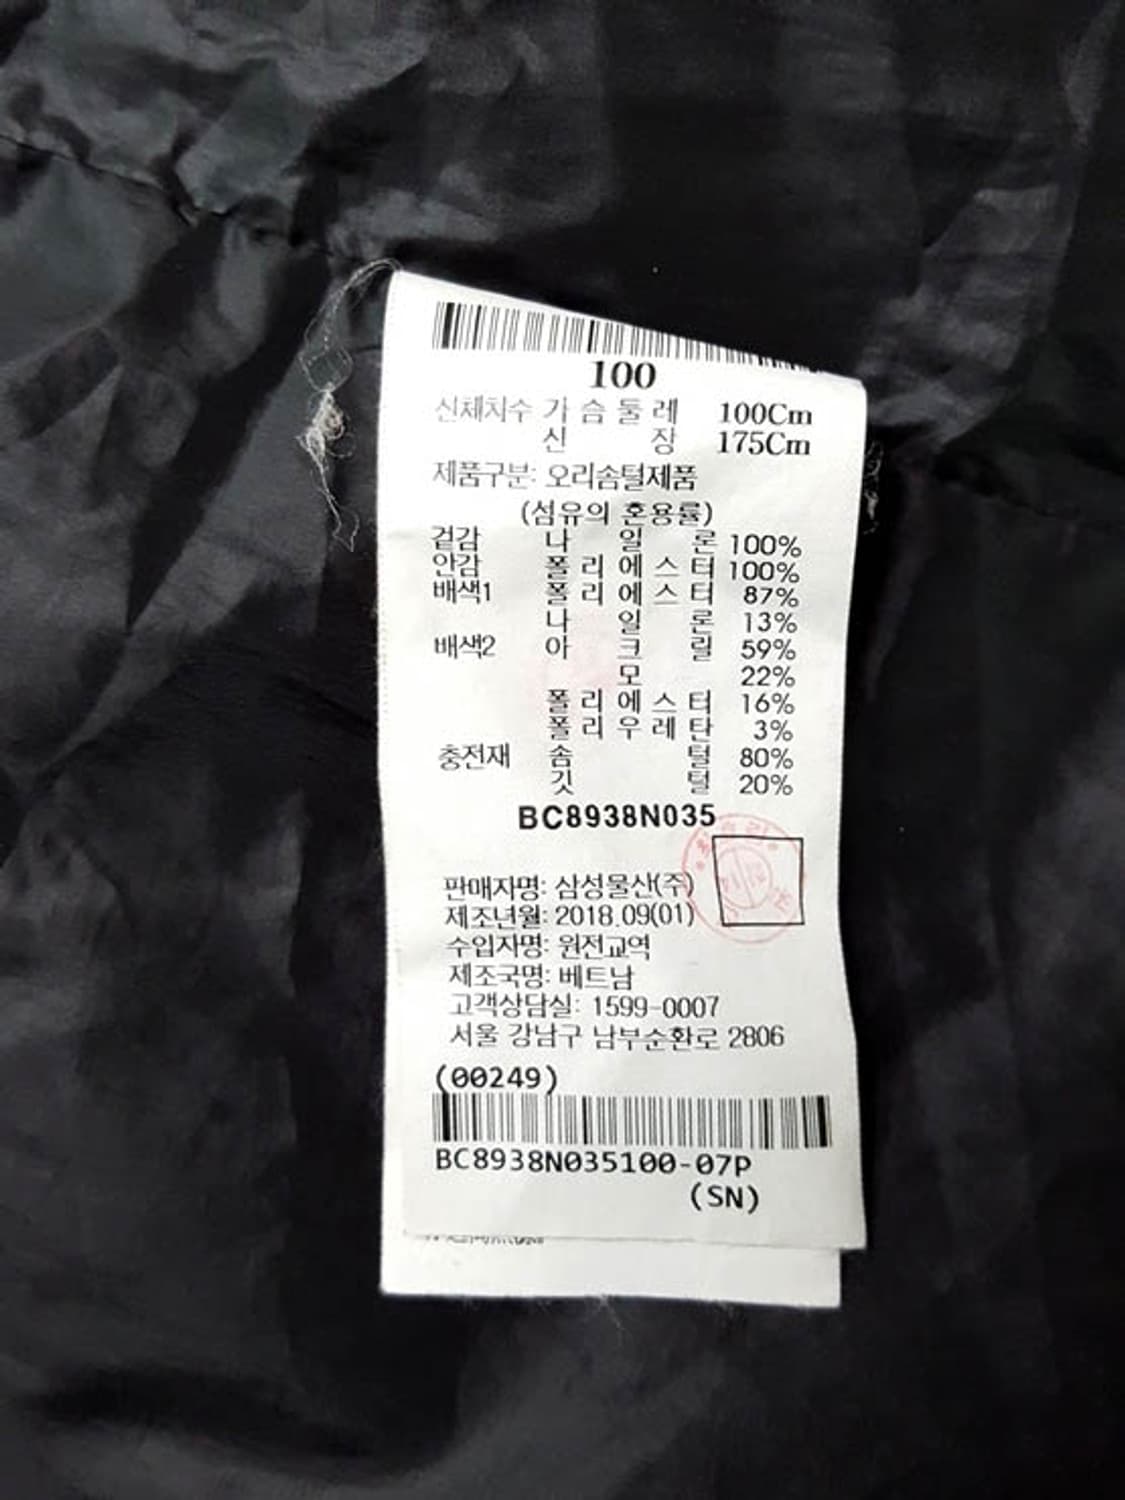 100
신체치수 가슴둘레 100Cm
신장 175Cm
제품구분: 오리솜털제품
(섬유의 혼용률)
겉감 나일론 100%
안감 폴리에스터 100%
배색1 폴리에스터 87%
나일론 13%
배색2 아크릴 59%
모 22%
폴리에스터 16%
폴리우레탄 3%
충전재 솜털 80%
깃털 20%
BC8938N035
판매자명: 삼성물산(주)
제조년월: 2018.09(01)
수입자명: 원전교역
제조국명: 베트남
고객상담실: 1599-0007
서울 강남구 남부순환로 2806
(00249)
BC8938N035100-07P
(SN)